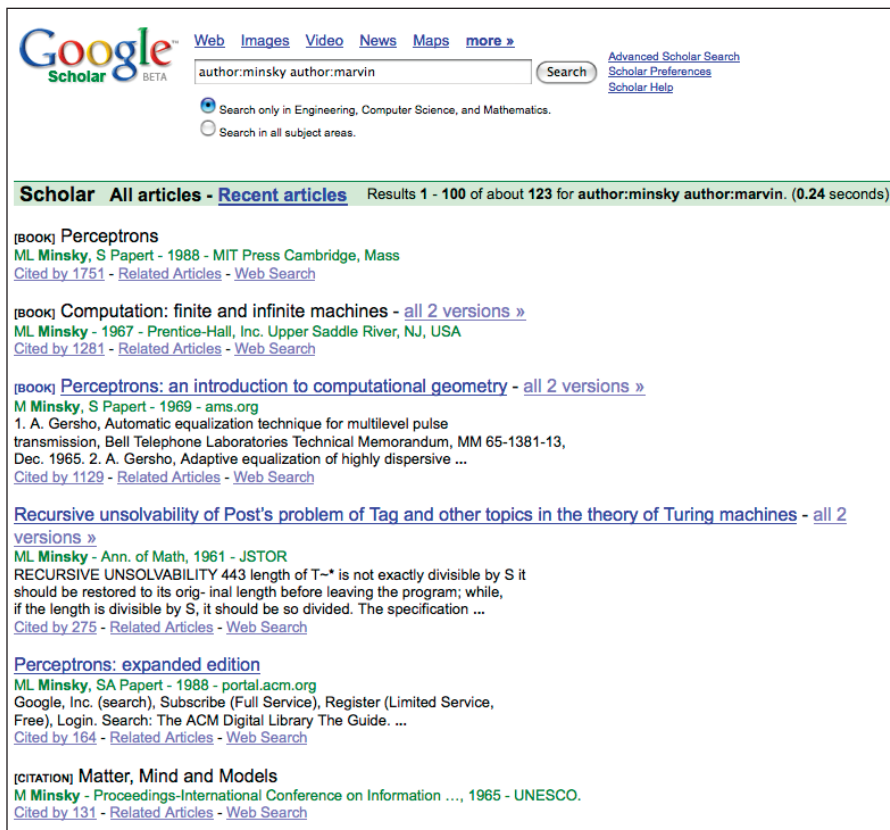 Google™
Scholar BETA
Web Images Video News Maps more »
author:minsky author:marvin
Search
Advanced Scholar Search
Scholar Preferences
Scholar Help
Search only in Engineering, Computer Science, and Mathematics.
Search in all subject areas.
Scholar All articles - Recent articles Results 1 - 100 of about 123 for author:minsky author:marvin. (0.24 seconds)
[BOOK] Perceptrons
ML Minsky, S Papert - 1988 - MIT Press Cambridge, Mass
Cited by 1751 - Related Articles - Web Search
[BOOK] Computation: finite and infinite machines - all 2 versions »
ML Minsky - 1967 - Prentice-Hall, Inc. Upper Saddle River, NJ, USA
Cited by 1281 - Related Articles - Web Search
[BOOK] Perceptrons: an introduction to computational geometry - all 2 versions »
M Minsky, S Papert - 1969 - ams.org
1. A. Gersho, Automatic equalization technique for multilevel pulse
transmission, Bell Telephone Laboratories Technical Memorandum, MM 65-1381-13,
Dec. 1965. 2. A. Gersho, Adaptive equalization of highly dispersive ...
Cited by 1129 - Related Articles - Web Search
Recursive unsolvability of Post's problem of Tag and other topics in the theory of Turing machines - all 2
versions »
ML Minsky - Ann. of Math, 1961 - JSTOR
RECURSIVE UNSOLVABILITY 443 length of T~* is not exactly divisible by S it
should be restored to its orig- inal length before leaving the program; while,
if the length is divisible by S, it should be so divided. The specification ...
Cited by 275 - Related Articles - Web Search
Perceptrons: expanded edition
ML Minsky, SA Papert - 1988 - portal.acm.org
Google, Inc. (search), Subscribe (Full Service), Register (Limited Service,
Free), Login. Search: The ACM Digital Library The Guide. ...
Cited by 164 - Related Articles - Web Search
[CITATION] Matter, Mind and Models
M Minsky - Proceedings-International Conference on Information ..., 1965 - UNESCO.
Cited by 131 - Related Articles - Web Search